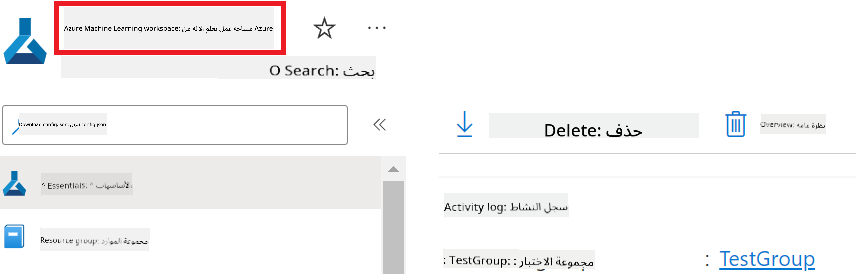 Azure Machine Learning workspace: مساحة عمل تعلم الآلة من Azure
O Search: بحث
Delete: حذف
Overview: نظرة عامة
^ Essentials: ^ الأساسيات
Activity log: سجل النشاط
Resource group: مجموعة الموارد
: TestGroup: : مجموعة الاختبار
: TestGroup